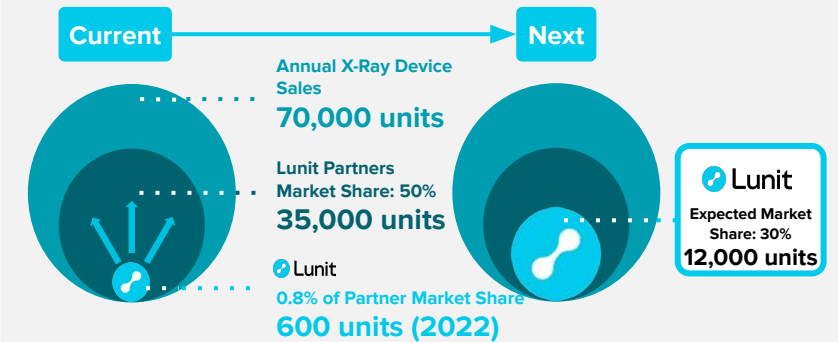 Current
Next
Annual X-Ray Device
Sales
70,000 units
Lunit Partners
Market Share: 50%
35,000 units
Lunit
0.8% of Partner Market Share
600 units (2022)
Lunit
Expected Market
Share: 30%
12,000 units